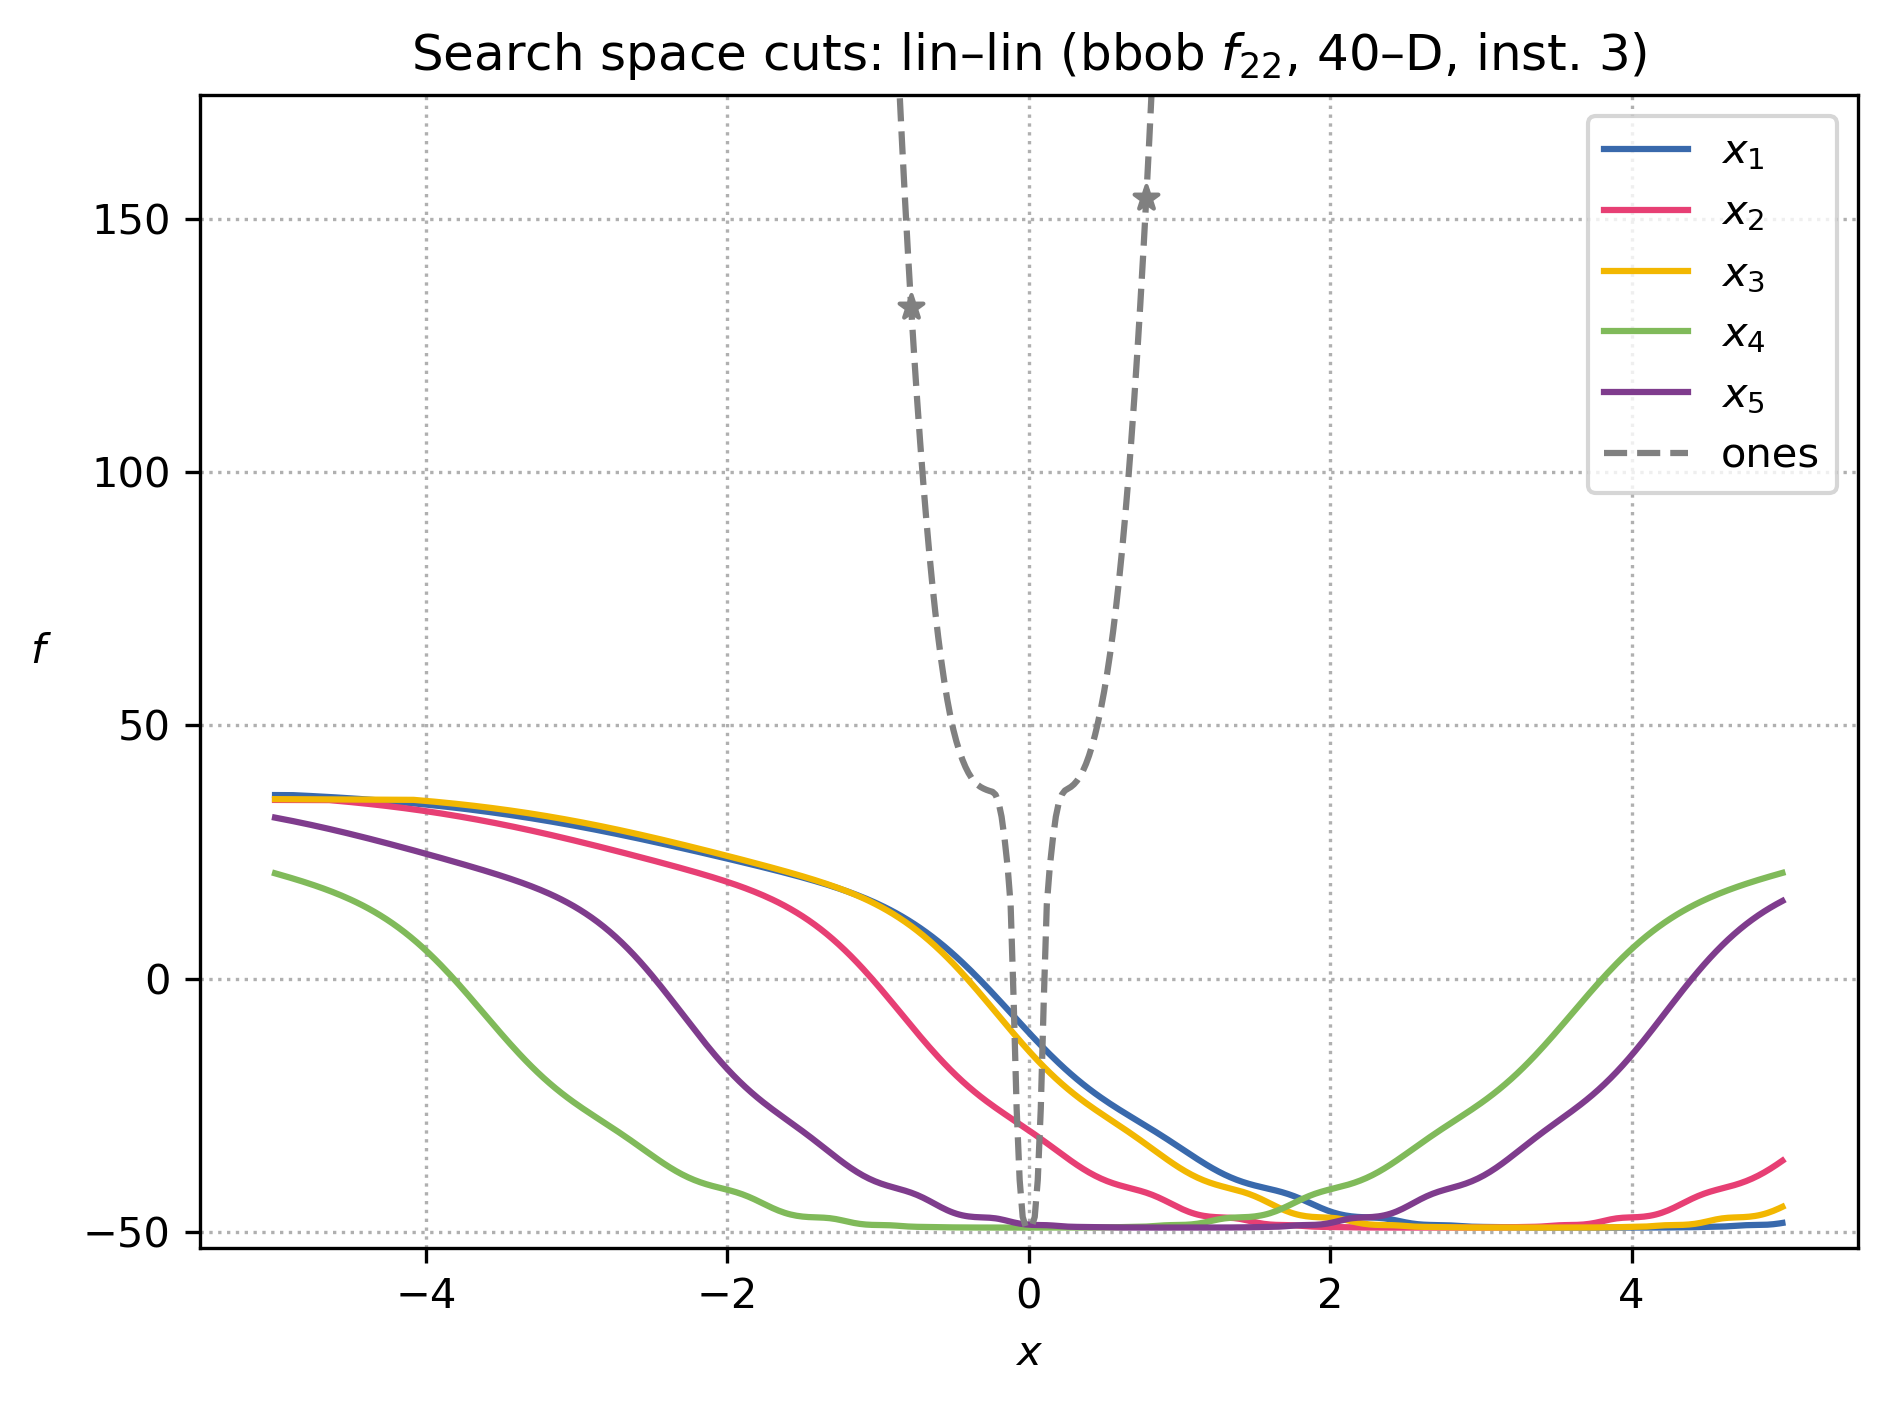 Search space cuts: lin–lin (bbob f₂₂, 40–D, inst. 3)
x₁
x₂
x₃
x₄
x₅
ones
f
150
100
50
0
−50
−4
−2
0
2
4
x